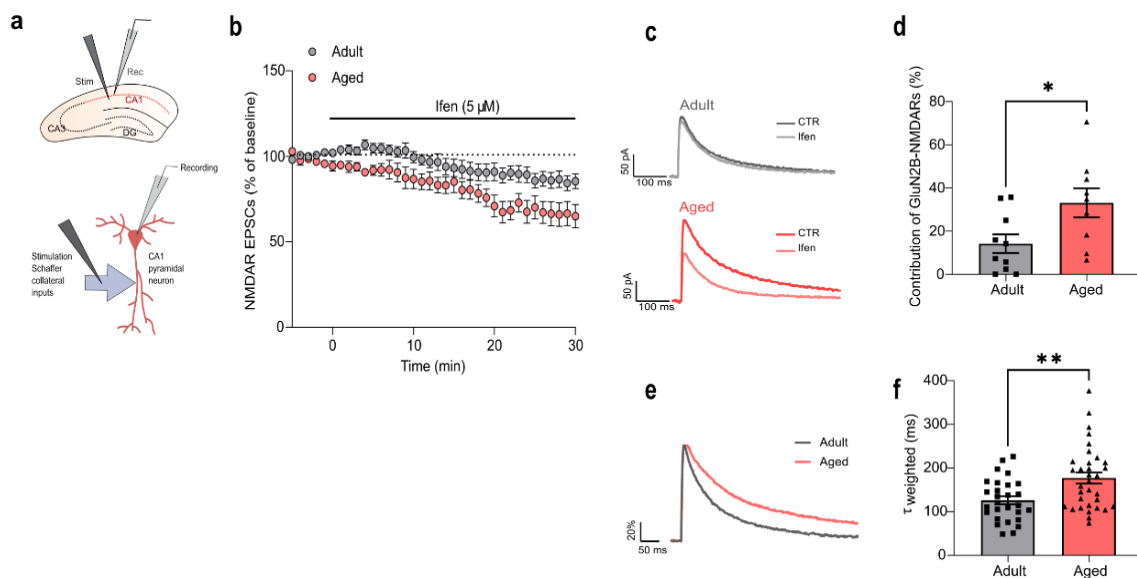 a
Stim
Rec
CA1
CA3
DG
Recording
Stimulation
Schaffer
collateral
inputs
CA1
pyramidal
neuron
b
Adult
Aged
Ifen (5 µM)
NMDAR EPSCs (% of baseline)
150
100
50
0
0
10
20
30
Time (min)
c
Adult
CTR
Ifen
50 pA
100 ms
Aged
CTR
Ifen
50 pA
100 ms
d
*
Contribution of GluN2B-NMDARs (%)
80
60
40
20
0
Adult
Aged
e
Adult
Aged
20%
50 ms
f
**
τ weighted (ms)
400
300
200
100
0
Adult
Aged